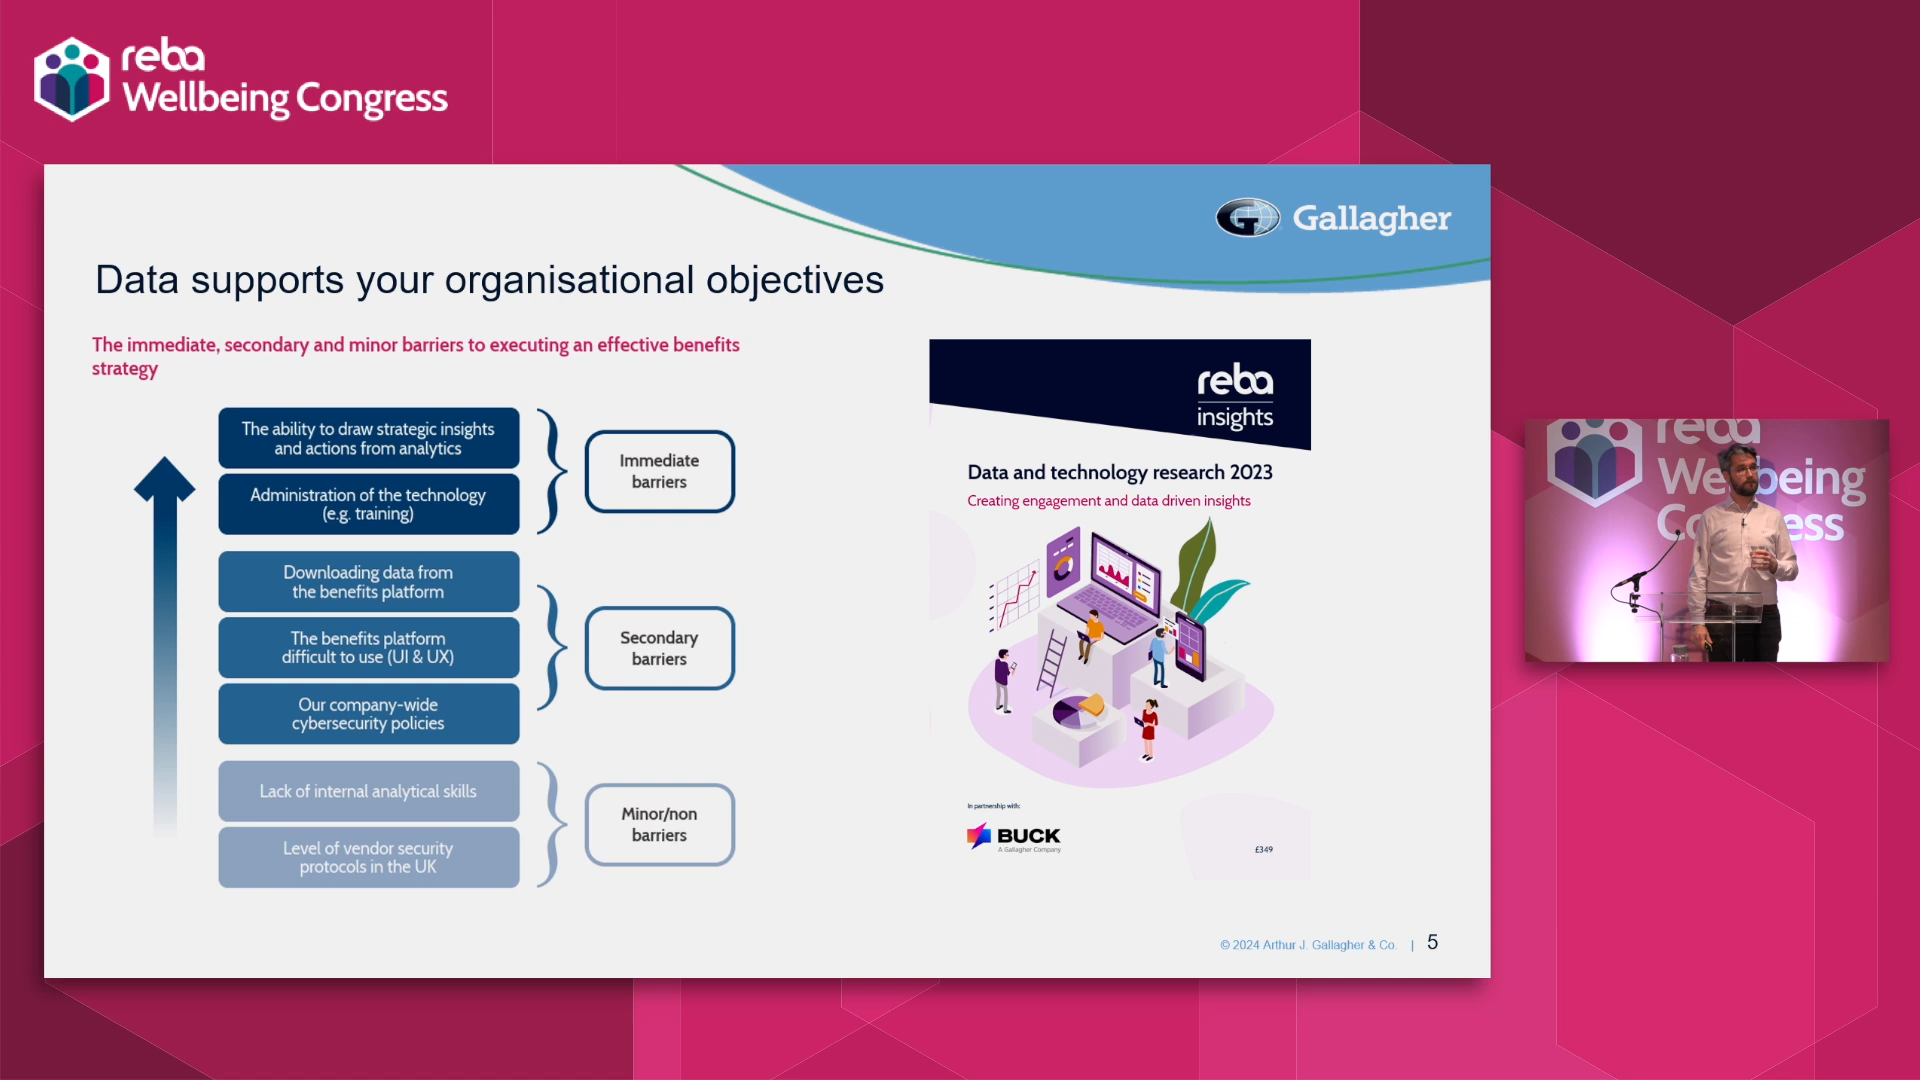 reba
Wellbeing Congress
Gallagher
Data supports your organisational objectives
The immediate, secondary and minor barriers to executing an effective benefits
strategy
The ability to draw strategic insights
and actions from analytics
Administration of the technology
(e.g. training)
Immediate
barriers
Downloading data from
the benefits platform
The benefits platform
difficult to use (UI & UX)
Our company-wide
cybersecurity policies
Secondary
barriers
Lack of internal analytical skills
Level of vendor security
protocols in the UK
Minor/non
barriers
reba
insights
Data and technology research 2023
Creating engagement and data driven insights
In partnership with:
BUCK
A Gallagher Company
£349
© 2024 Arthur J. Gallagher & Co. | 5
reba
Wellbeing
Congress